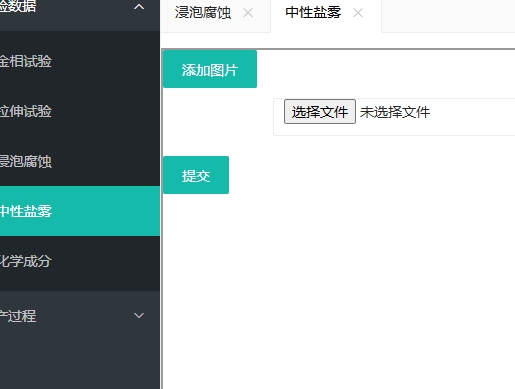 验数据
浸泡腐蚀
中性盐雾
金相试验
拉伸试验
浸泡腐蚀
中性盐雾
化学成分
产过程
添加图片
选择文件 未选择文件
提交